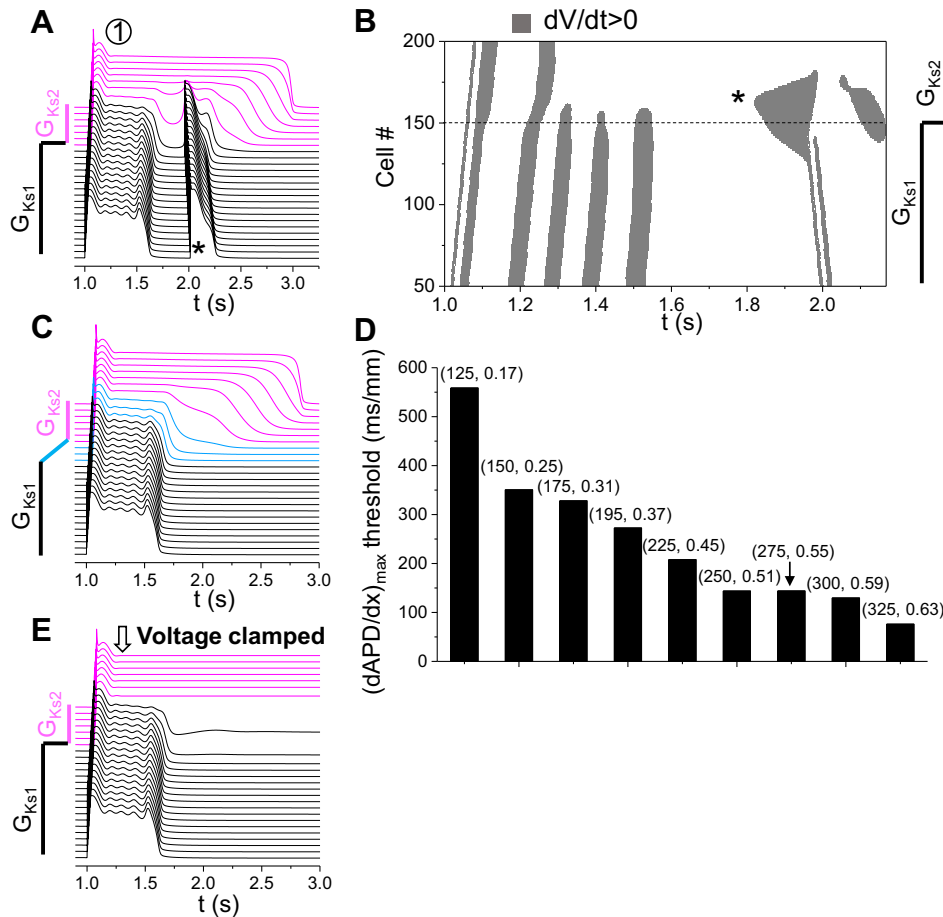 A
①
G_Ks2
G_Ks1
*
1.0 1.5 2.0 2.5 3.0
t (s)
B
dV/dt>0
200
150
100
50
Cell #
*
1.0 1.2 1.4 1.6 1.8 2.0
t (s)
G_Ks2
G_Ks1
C
G_Ks2
G_Ks1
1.0 1.5 2.0 2.5 3.0
t (s)
D
600
500
400
300
200
100
0
(dAPD/dx)_max threshold (ms/mm)
(125, 0.17)
(150, 0.25)
(175, 0.31)
(195, 0.37)
(225, 0.45)
(250, 0.51)
(275, 0.55)
(300, 0.59)
(325, 0.63)
E
Voltage clamped
G_Ks2
G_Ks1
1.0 1.5 2.0 2.5 3.0
t (s)